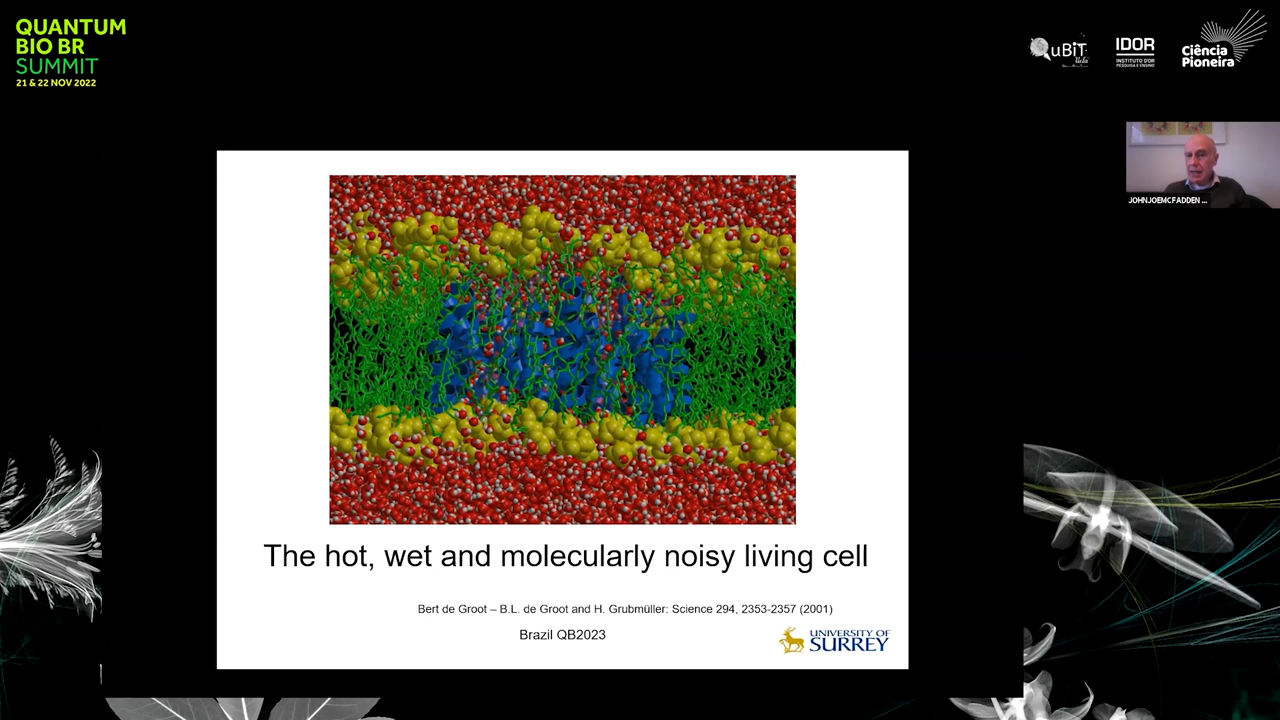 QUANTUM
BIO BR
SUMMIT
21 & 22 NOV 2022
QuBIT
IDOR
INSTITUTO D'OR
PESQUISA E ENSINO
Ciência
Pioneira
JOHNJOEMCFADDEN ...
The hot, wet and molecularly noisy living cell
Bert de Groot – B.L. de Groot and H. Grubmüller: Science 294, 2353-2357 (2001)
Brazil QB2023
UNIVERSITY OF
SURREY